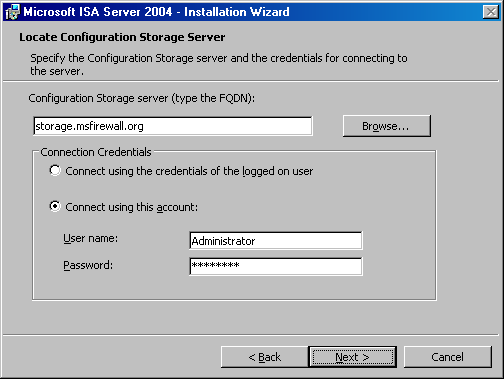 Microsoft ISA Server 2004 - Installation Wizard
Locate Configuration Storage Server
Specify the Configuration Storage server and the credentials for connecting to
the server.
Configuration Storage server (type the FQDN):
storage.msfirewall.org
Browse...
Connection Credentials
Connect using the credentials of the logged on user
Connect using this account:
User name:
Administrator
Password:
********
< Back
Next >
Cancel